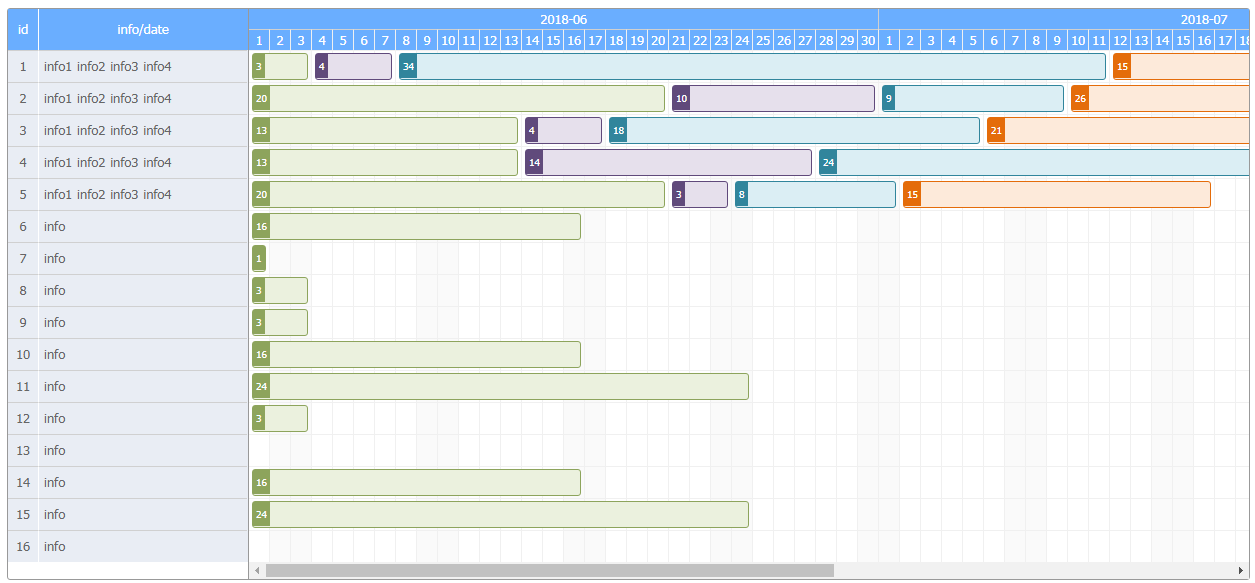 id info/date 2018-06 2018-07
1 2 3 4 5 6 7 8 9 10 11 12 13 14 15 16 17 18 19 20 21 22 23 24 25 26 27 28 29 30 1 2 3 4 5 6 7 8 9 10 11 12 13 14 15 16 17 18
1 info1 info2 info3 info4 3 4 34 15
2 info1 info2 info3 info4 20 10 9 26
3 info1 info2 info3 info4 13 4 18 21
4 info1 info2 info3 info4 13 14 24
5 info1 info2 info3 info4 20 3 8 15
6 info 16
7 info 1
8 info 3
9 info 3
10 info 16
11 info 24
12 info 3
13 info
14 info 16
15 info 24
16 info